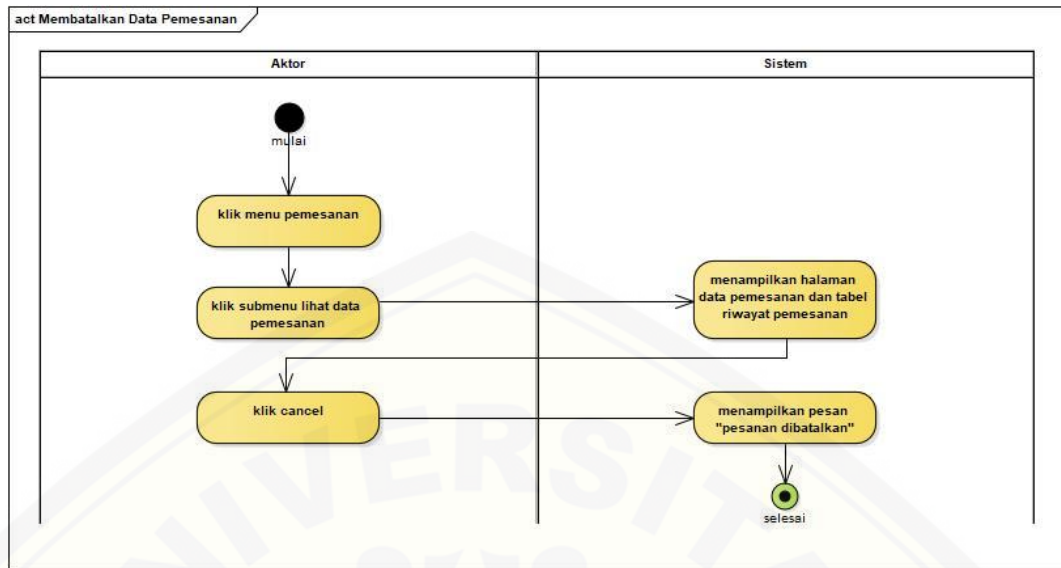 act Membatalkan Data Pemesanan
Aktor
Sistem
mulai
klik menu pemesanan
klik submenu lihat data
pemesanan
menampilkan halaman
data pemesanan dan tabel
riwayat pemesanan
klik cancel
menampilkan pesan
"pesanan dibatalkan"
selesai
UNIVERSITA